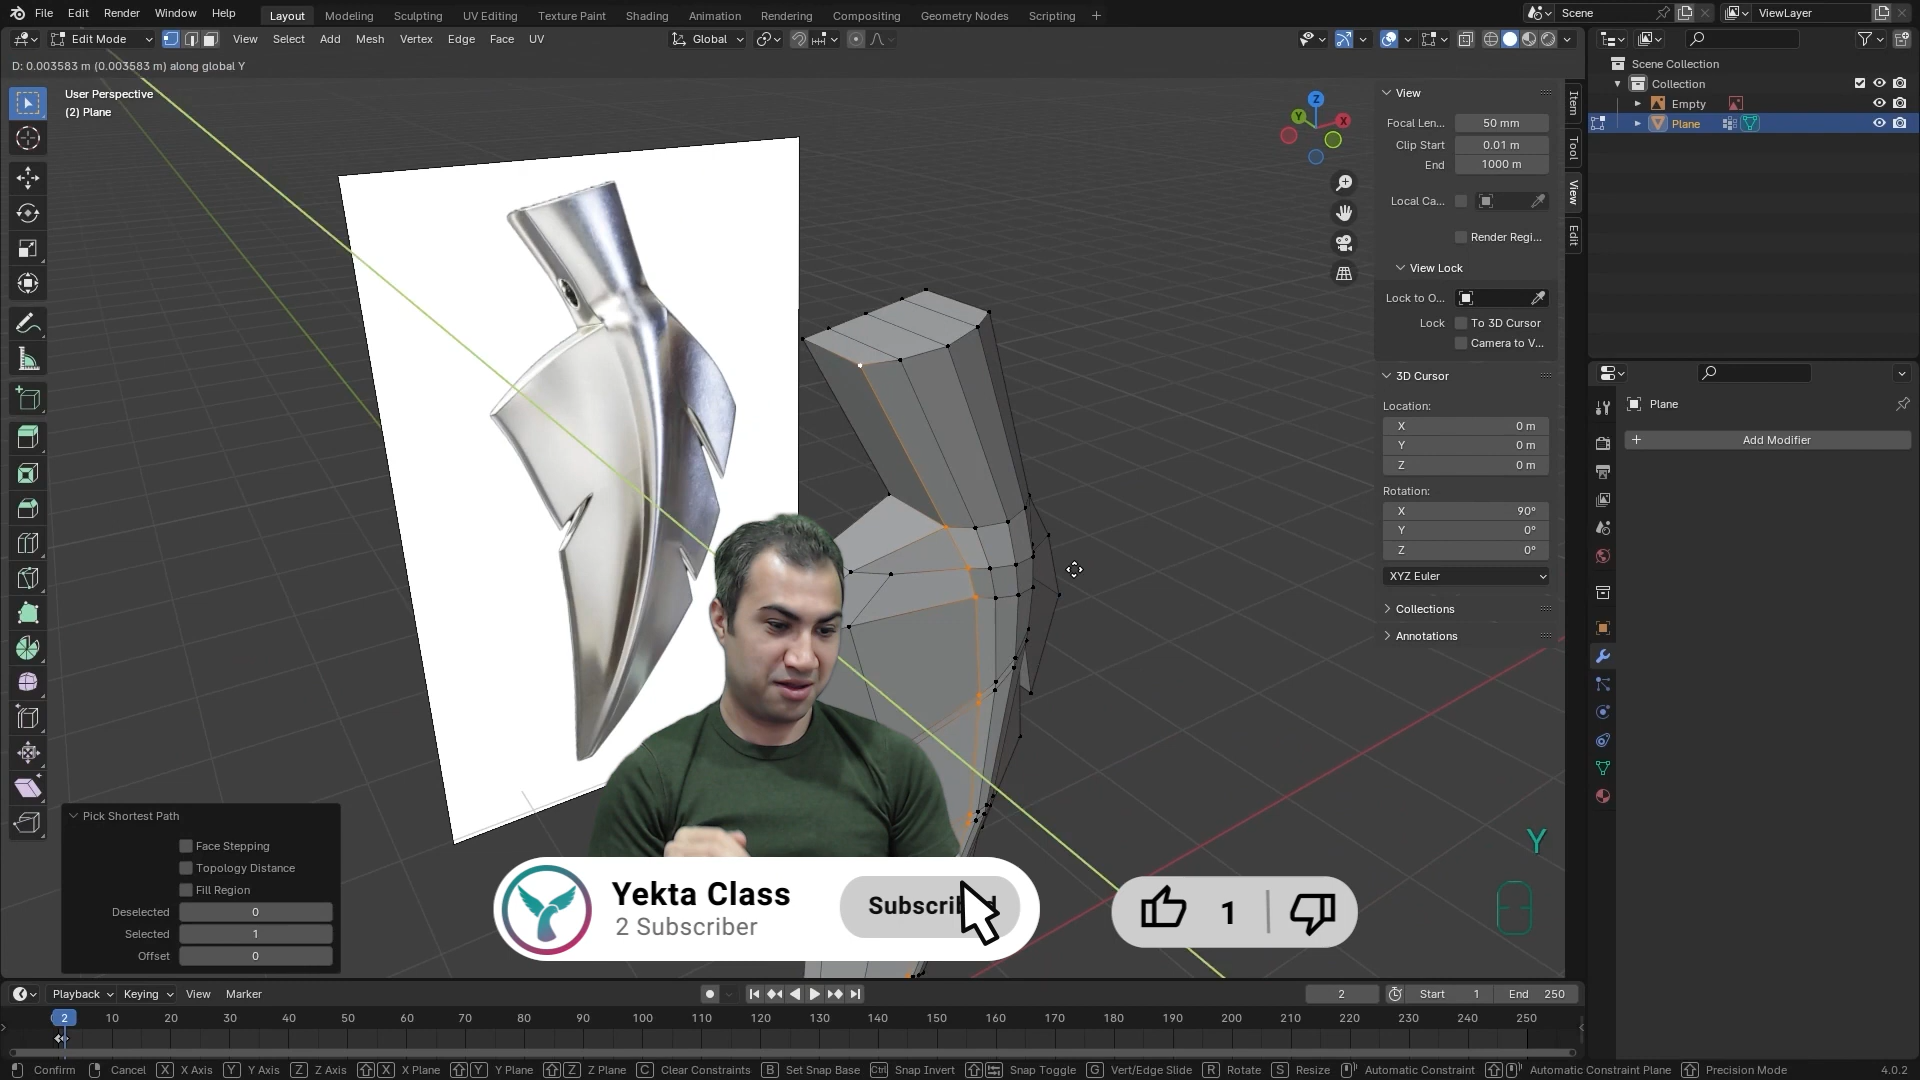 File Edit Render Window Help Layout Modeling Sculpting UV Editing Texture Paint Shading Animation Rendering Compositing Geometry Nodes Scripting + Scene ViewLayer
Edit Mode View Select Add Mesh Vertex Edge Face UV Global
D: 0.003583 m (0.003583 m) along global Y
User Perspective
(2) Plane
Z
Y
X
View
Focal Len... 50 mm
Clip Start 0.01 m
End 1000 m
Local Ca...
Render Regi...
View Lock
Lock to O...
Lock To 3D Cursor
Camera to V...
3D Cursor
Location:
X 0 m
Y 0 m
Z 0 m
Rotation:
X 90°
Y 0°
Z 0°
XYZ Euler
Collections
Annotations
Item
Tool
View
Edit
Scene Collection
Collection
Empty
Plane
Plane
+ Add Modifier
Pick Shortest Path
Face Stepping
Topology Distance
Fill Region
Deselected 0
Selected 1
Offset 0
Yekta Class
2 Subscriber
1
Y
Playback Keying View Marker 2 Start 1 End 250
2 10 20 30 40 50 60 70 80 90 100 110 120 130 140 150 160 170 180 190 200 210 220 230 240 250
Confirm Cancel X X Axis Y Y Axis Z Z Axis X X Plane Y Y Plane Z Z Plane C Clear Constraints B Set Snap Base Ctrl Snap Invert Snap Toggle G Vert/Edge Slide R Rotate S Resize Automatic Constraint Automatic Constraint Plane Precision Mode 4.0.2